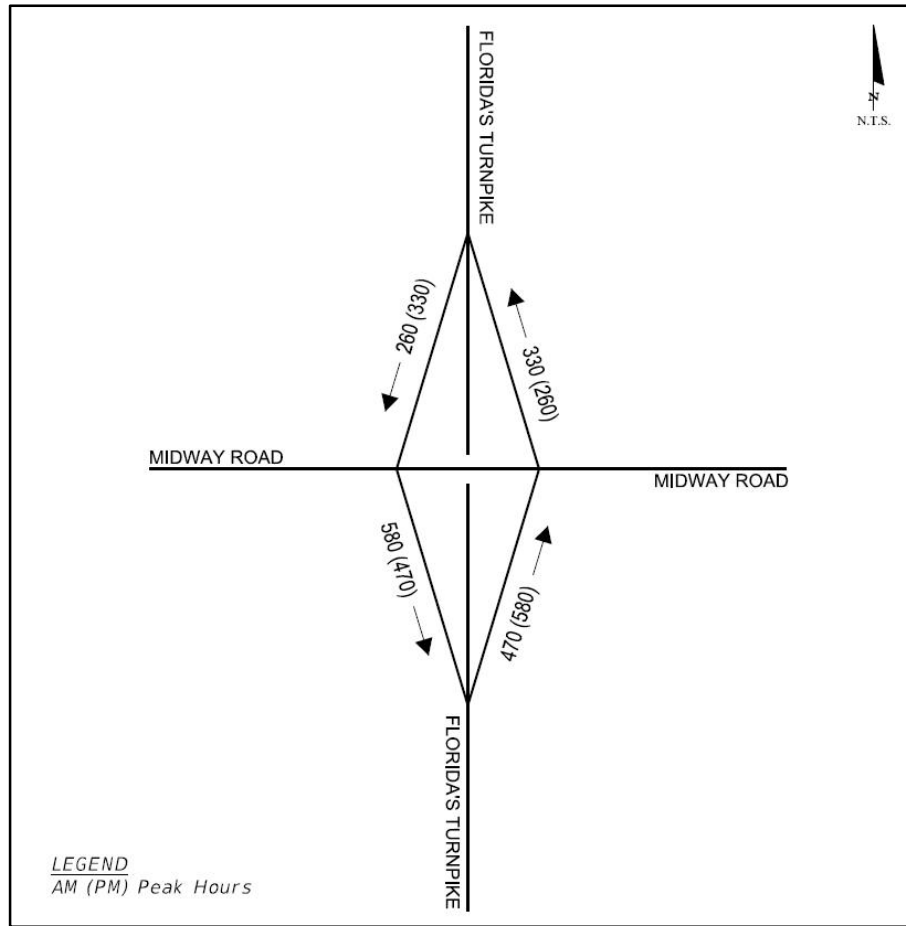 FLORIDA'S TURNPIKE
N
N.T.S.
260 (330)
330 (260)
MIDWAY ROAD
MIDWAY ROAD
580 (470)
470 (580)
FLORIDA'S TURNPIKE
LEGEND
AM (PM) Peak Hours